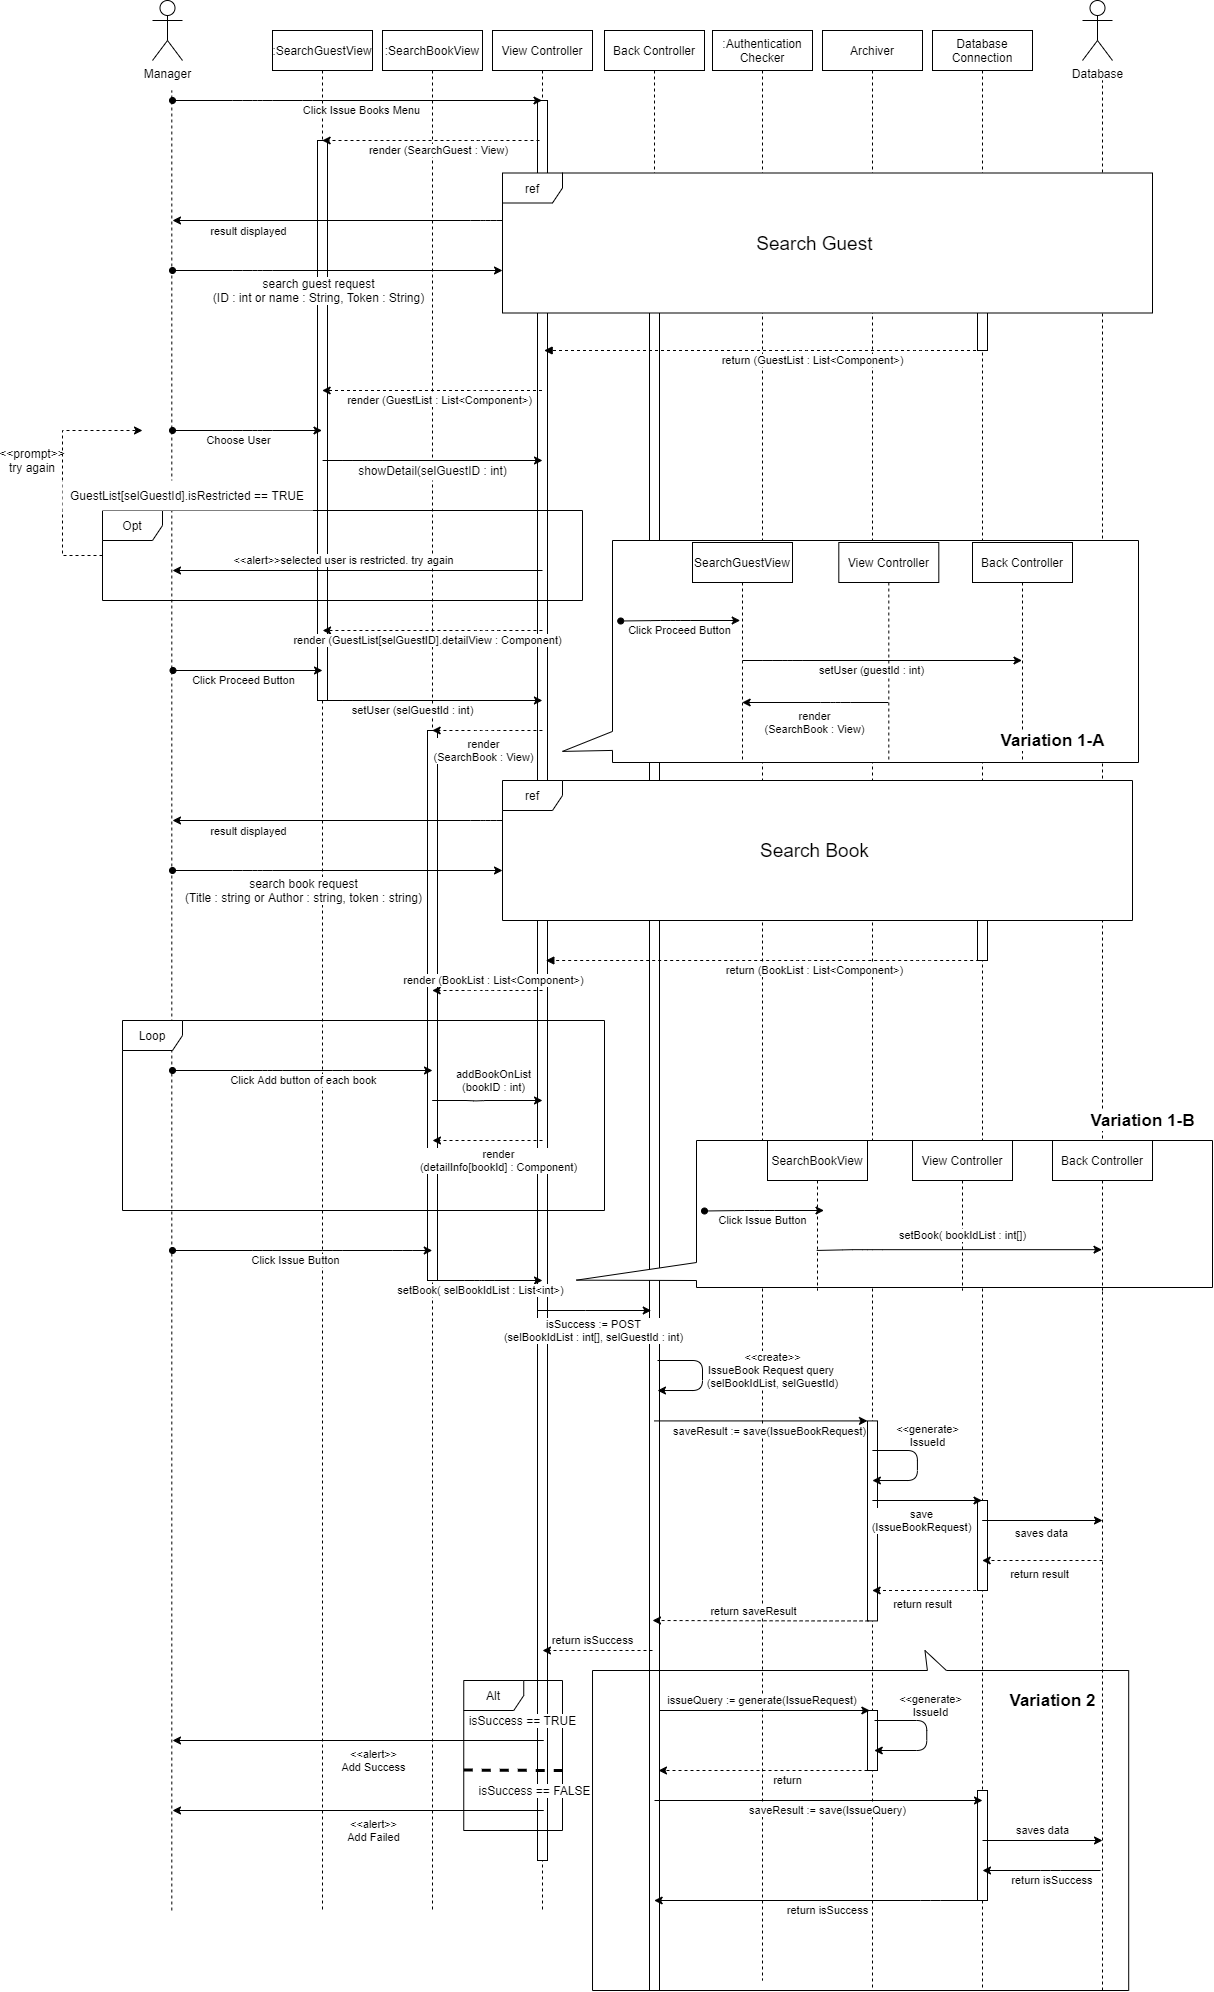 :SearchGuestView
:SearchBookView
View Controller
Back Controller
:Authentication
Checker
Archiver
Database
Connection
Manager
Database
Click Issue Books Menu
render (SearchGuest : View)
ref
Search Guest
result displayed
search guest request
(ID : int or name : String, Token : String)
return (GuestList : List<Component>)
render (GuestList : List<Component>)
Choose User
<<prompt>>
try again
showDetail(selGuestID : int)
GuestList[selGuestId].isRestricted == TRUE
Opt
<<alert>>selected user is restricted. try again
SearchGuestView
View Controller
Back Controller
Click Proceed Button
render (GuestList[selGuestID].detailView : Component)
setUser (guestId : int)
Click Proceed Button
setUser (selGuestId : int)
render
(SearchBook : View)
Variation 1-A
render
(SearchBook : View)
ref
Search Book
result displayed
search book request
(Title : string or Author : string, token : string)
return (BookList : List<Component>)
render (BookList : List<Component>)
Loop
Click Add button of each book
addBookOnList
(bookID : int)
render
(detailInfo[bookId] : Component)
Variation 1-B
SearchBookView
View Controller
Back Controller
Click Issue Button
setBook( bookIdList : int[])
Click Issue Button
setBook( selBookIdList : List<int>)
isSuccess := POST
(selBookIdList : int[], selGuestId : int)
<<create>>
IssueBook Request query
(selBookIdList, selGuestId)
saveResult := save(IssueBookRequest)
<<generate>
IssueId
save
(IssueBookRequest)
saves data
return result
return result
return saveResult
return isSuccess
Alt
isSuccess == TRUE
<<alert>>
Add Success
isSuccess == FALSE
<<alert>>
Add Failed
Variation 2
issueQuery := generate(IssueRequest)
<<generate>
IssueId
return
saveResult := save(IssueQuery)
saves data
return isSuccess
return isSuccess